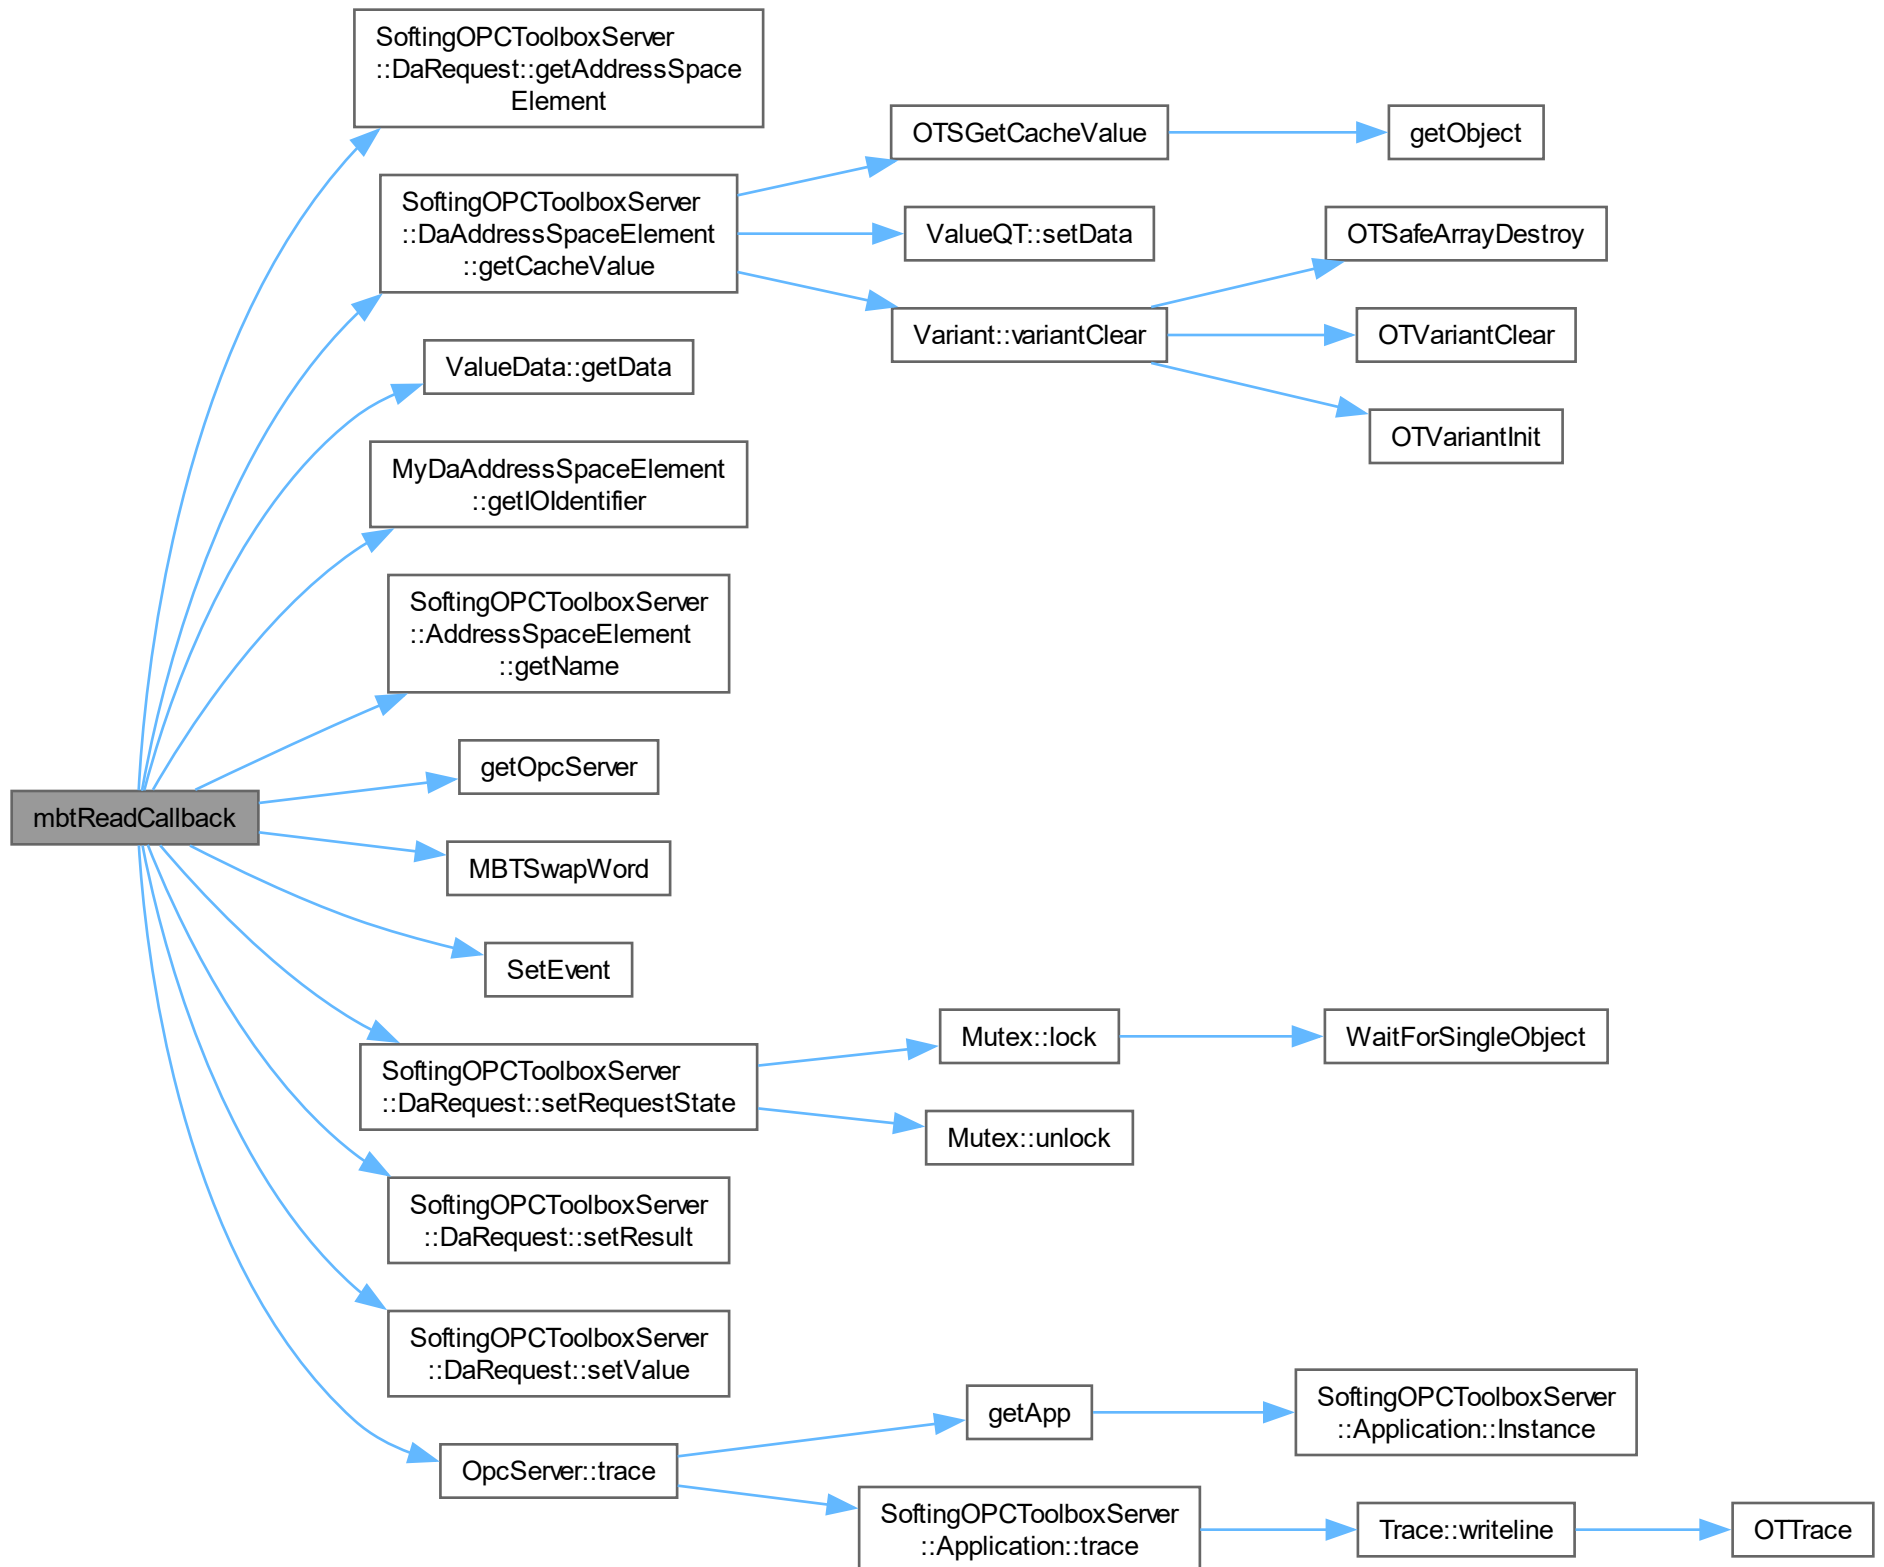 SoftingOPCToolboxServer
::DaRequest::getAddressSpace
Element
OTSGetCacheValue
getObject
SoftingOPCToolboxServer
::DaAddressSpaceElement
::getCacheValue
ValueQT::setData
OTSafeArrayDestroy
Variant::variantClear
OTVariantClear
ValueData::getData
OTVariantInit
MyDaAddressSpaceElement
::getIOIdentifier
SoftingOPCToolboxServer
::AddressSpaceElement
::getName
getOpcServer
mbtReadCallback
MBTSwapWord
SetEvent
Mutex::lock
WaitForSingleObject
SoftingOPCToolboxServer
::DaRequest::setRequestState
Mutex::unlock
SoftingOPCToolboxServer
::DaRequest::setResult
SoftingOPCToolboxServer
::DaRequest::setValue
getApp
SoftingOPCToolboxServer
::Application::Instance
OpcServer::trace
SoftingOPCToolboxServer
::Application::trace
Trace::writeline
OTTrace